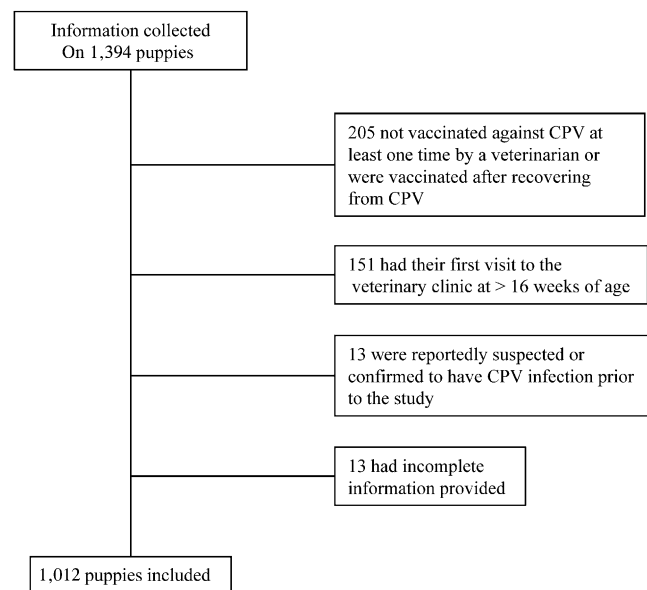 Information collected
On 1,394 puppies
205 not vaccinated against CPV at
least one time by a veterinarian or
were vaccinated after recovering
from CPV
151 had their first visit to the
veterinary clinic at > 16 weeks of age
13 were reportedly suspected or
confirmed to have CPV infection prior
to the study
13 had incomplete
information provided
1,012 puppies included